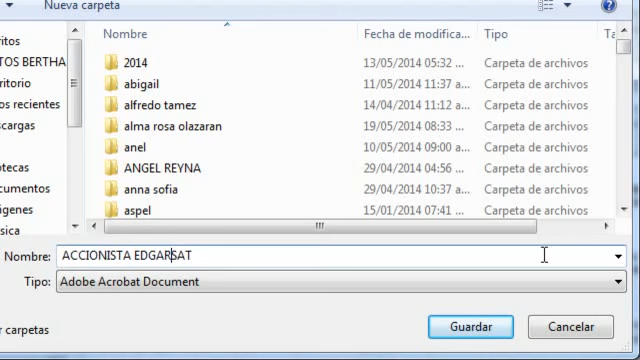 Nueva carpeta
Nombre Fecha de modifica... Tipo Ta
ritos
TOS BERTHA
ritorio
os recientes
scargas
otecas
cumentos
ágenes
ísica
2014 13/05/2014 05:32 ... Carpeta de archivos
abigail 11/05/2014 11:37 a... Carpeta de archivos
alfredo tamez 14/04/2014 11:12 a... Carpeta de archivos
alma rosa olazaran 19/05/2014 08:33 ... Carpeta de archivos
anel 10/05/2014 09:00 a... Carpeta de archivos
ANGEL REYNA 29/04/2014 04:56 ... Carpeta de archivos
anna sofia 29/04/2014 10:37 a... Carpeta de archivos
aspel 15/01/2014 07:41 ... Carpeta de archivos
Nombre: ACCIONISTA EDGARSAT
Tipo: Adobe Acrobat Document
r carpetas
Guardar Cancelar